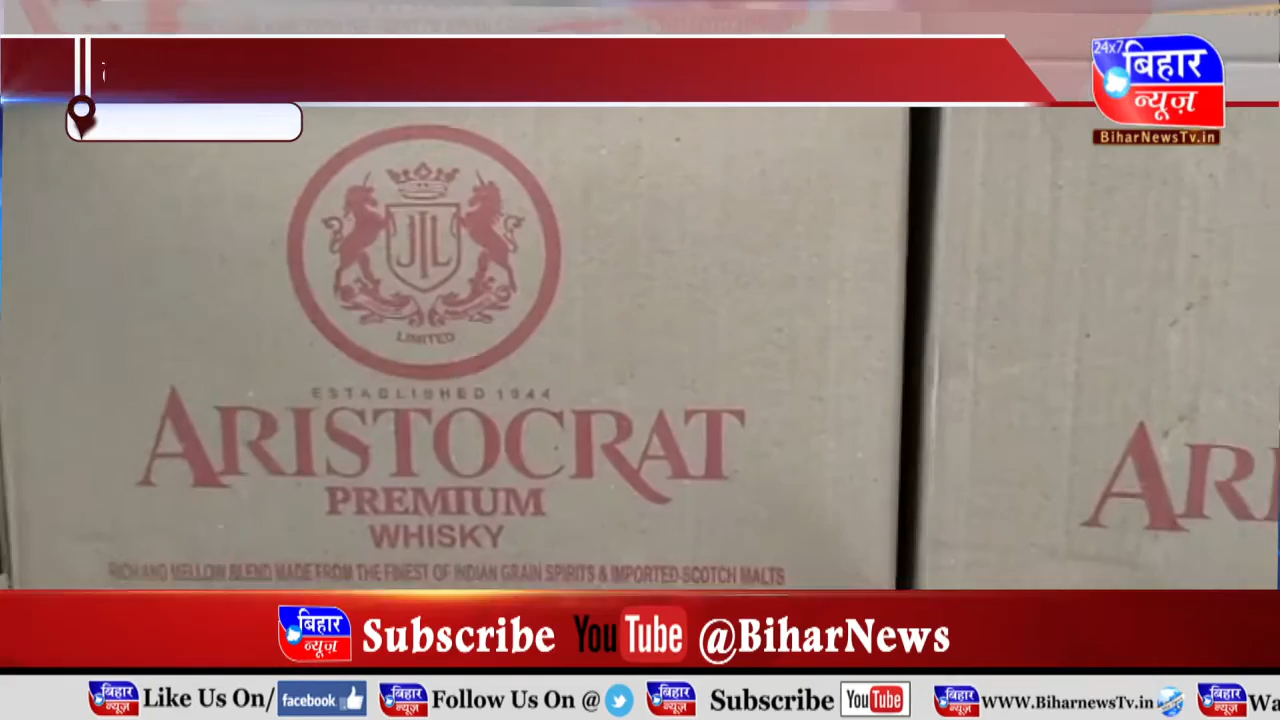 24x7
बिहार
न्यूज़
BiharNewsTv.in
JIL
LIMITED
ESTABLISHED 1944
ARISTOCRAT
PREMIUM
WHISKY
RICH AND MELLOW BLEND MADE FROM THE FINEST OF INDIAN GRAIN SPIRITS & IMPORTED SCOTCH MALTS
ARI
बिहार न्यूज़ Subscribe YouTube @BiharNews
बिहार न्यूज़ Like Us On/ facebook बिहार न्यूज़ Follow Us On @ बिहार न्यूज़ Subscribe YouTube बिहार न्यूज़ www.BiharnewsTv.in बिहार न्यूज़ Wa